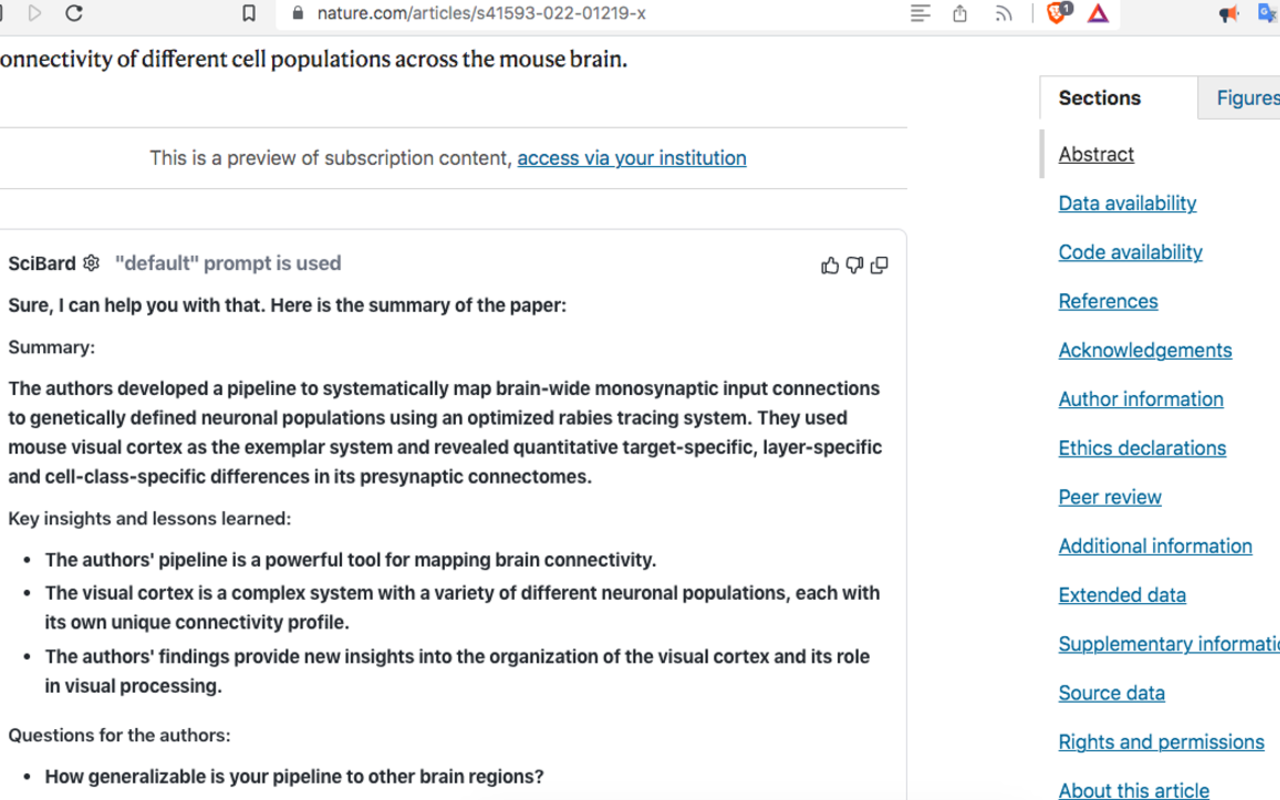 nature.com/articles/s41593-022-01219-x
1
onnectivity of different cell populations across the mouse brain.
This is a preview of subscription content, access via your institution
SciBard "default" prompt is used
Sure, I can help you with that. Here is the summary of the paper:
Summary:
The authors developed a pipeline to systematically map brain-wide monosynaptic input connections
to genetically defined neuronal populations using an optimized rabies tracing system. They used
mouse visual cortex as the exemplar system and revealed quantitative target-specific, layer-specific
and cell-class-specific differences in its presynaptic connectomes.
Key insights and lessons learned:
• The authors' pipeline is a powerful tool for mapping brain connectivity.
• The visual cortex is a complex system with a variety of different neuronal populations, each with
its own unique connectivity profile.
• The authors' findings provide new insights into the organization of the visual cortex and its role
in visual processing.
Questions for the authors:
• How generalizable is your pipeline to other brain regions?
Sections
Figures
Abstract
Data availability
Code availability
References
Acknowledgements
Author information
Ethics declarations
Peer review
Additional information
Extended data
Supplementary informatio
Source data
Rights and permissions
About this article